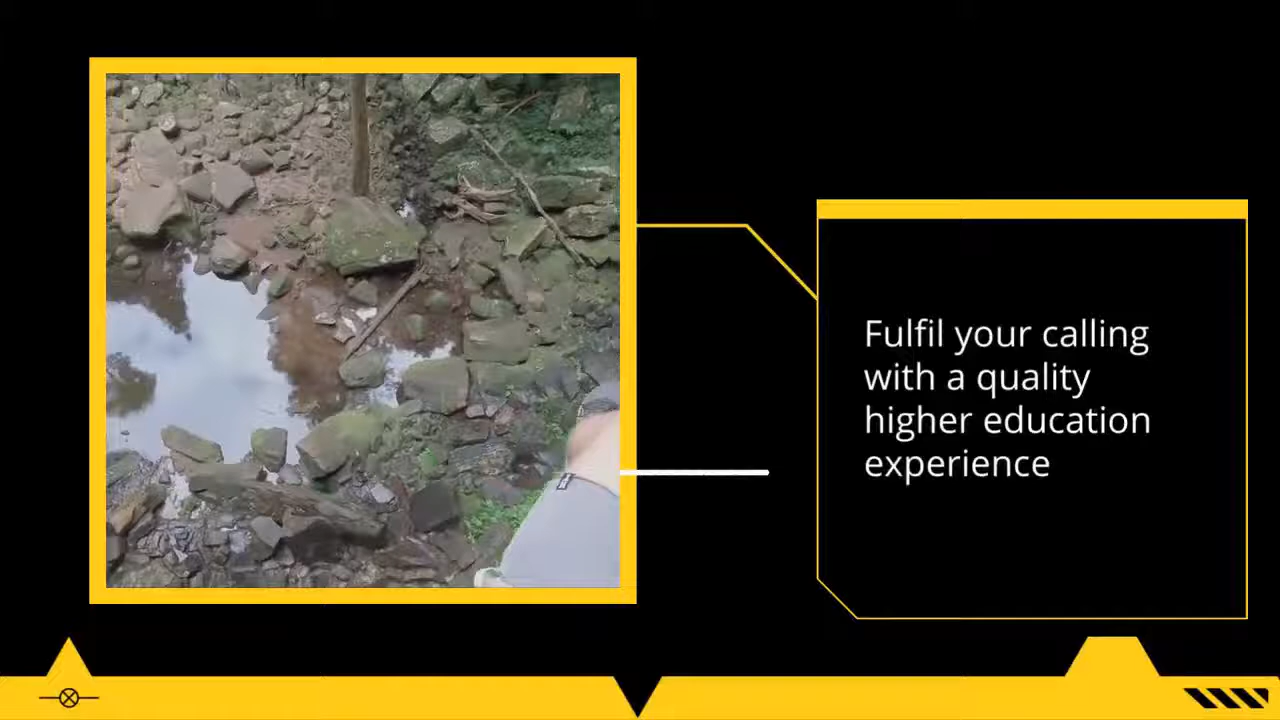 Fulfil your calling
with a quality
higher education
experience